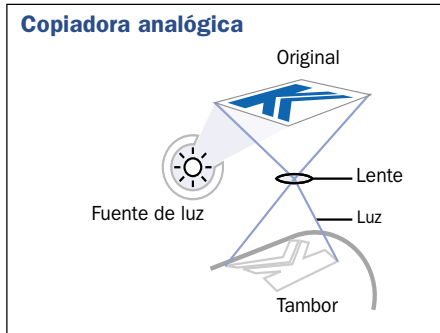 Copiadora analógica
Original
Lente
Fuente de luz
Luz
Tambor